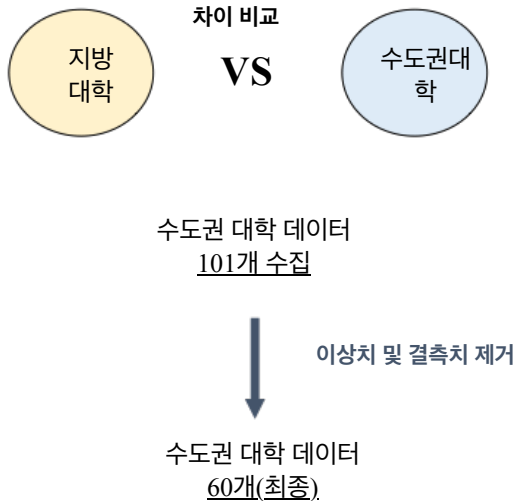 차이 비교
지방
대학
VS
수도권대
학
수도권 대학 데이터
101개 수집
이상치 및 결측치 제거
수도권 대학 데이터
60개(최종)